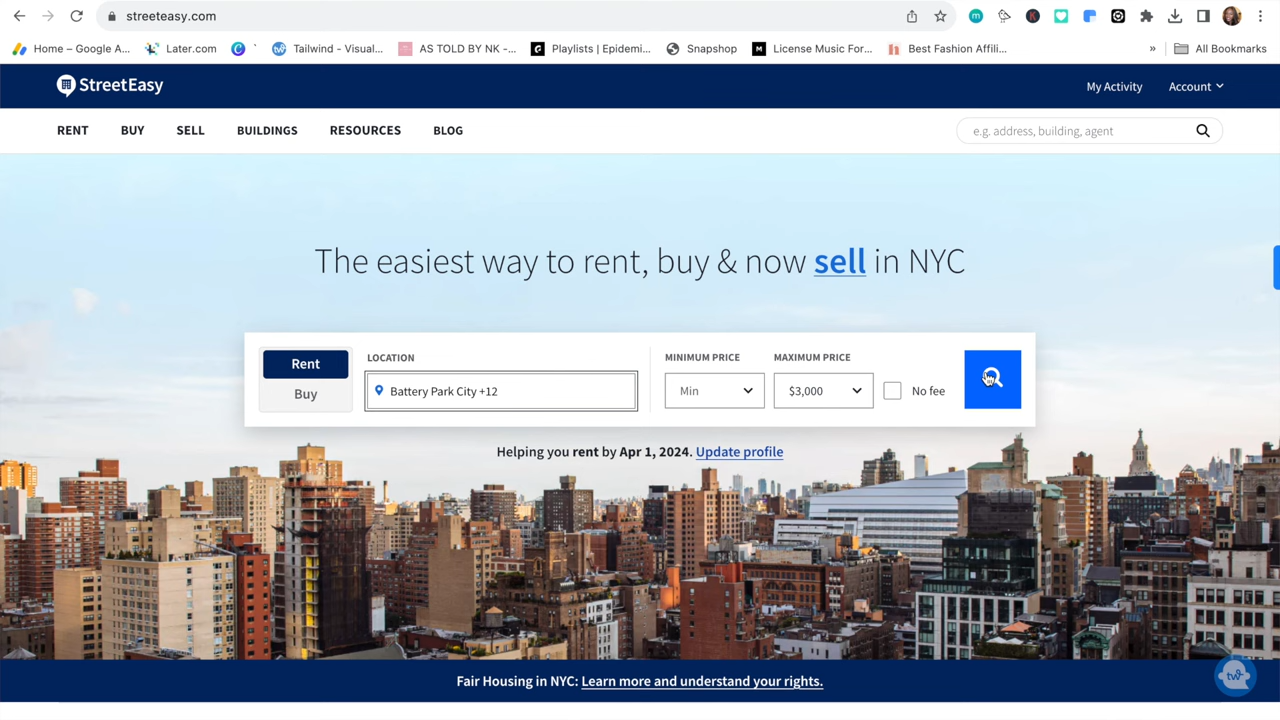 streeteasy.com
m
K
Home – Google A...
Later.com
Tailwind - Visual...
AS TOLD BY NK -...
Playlists | Epidemi...
Snapshop
M
License Music For...
Best Fashion Affili...
»
All Bookmarks
StreetEasy
My Activity
Account
RENT
BUY
SELL
BUILDINGS
RESOURCES
BLOG
e.g. address, building, agent
The easiest way to rent, buy & now sell in NYC
Rent
Buy
LOCATION
Battery Park City +12
MINIMUM PRICE
Min
MAXIMUM PRICE
$3,000
No fee
Helping you rent by Apr 1, 2024. Update profile
Fair Housing in NYC: Learn more and understand your rights.
tw